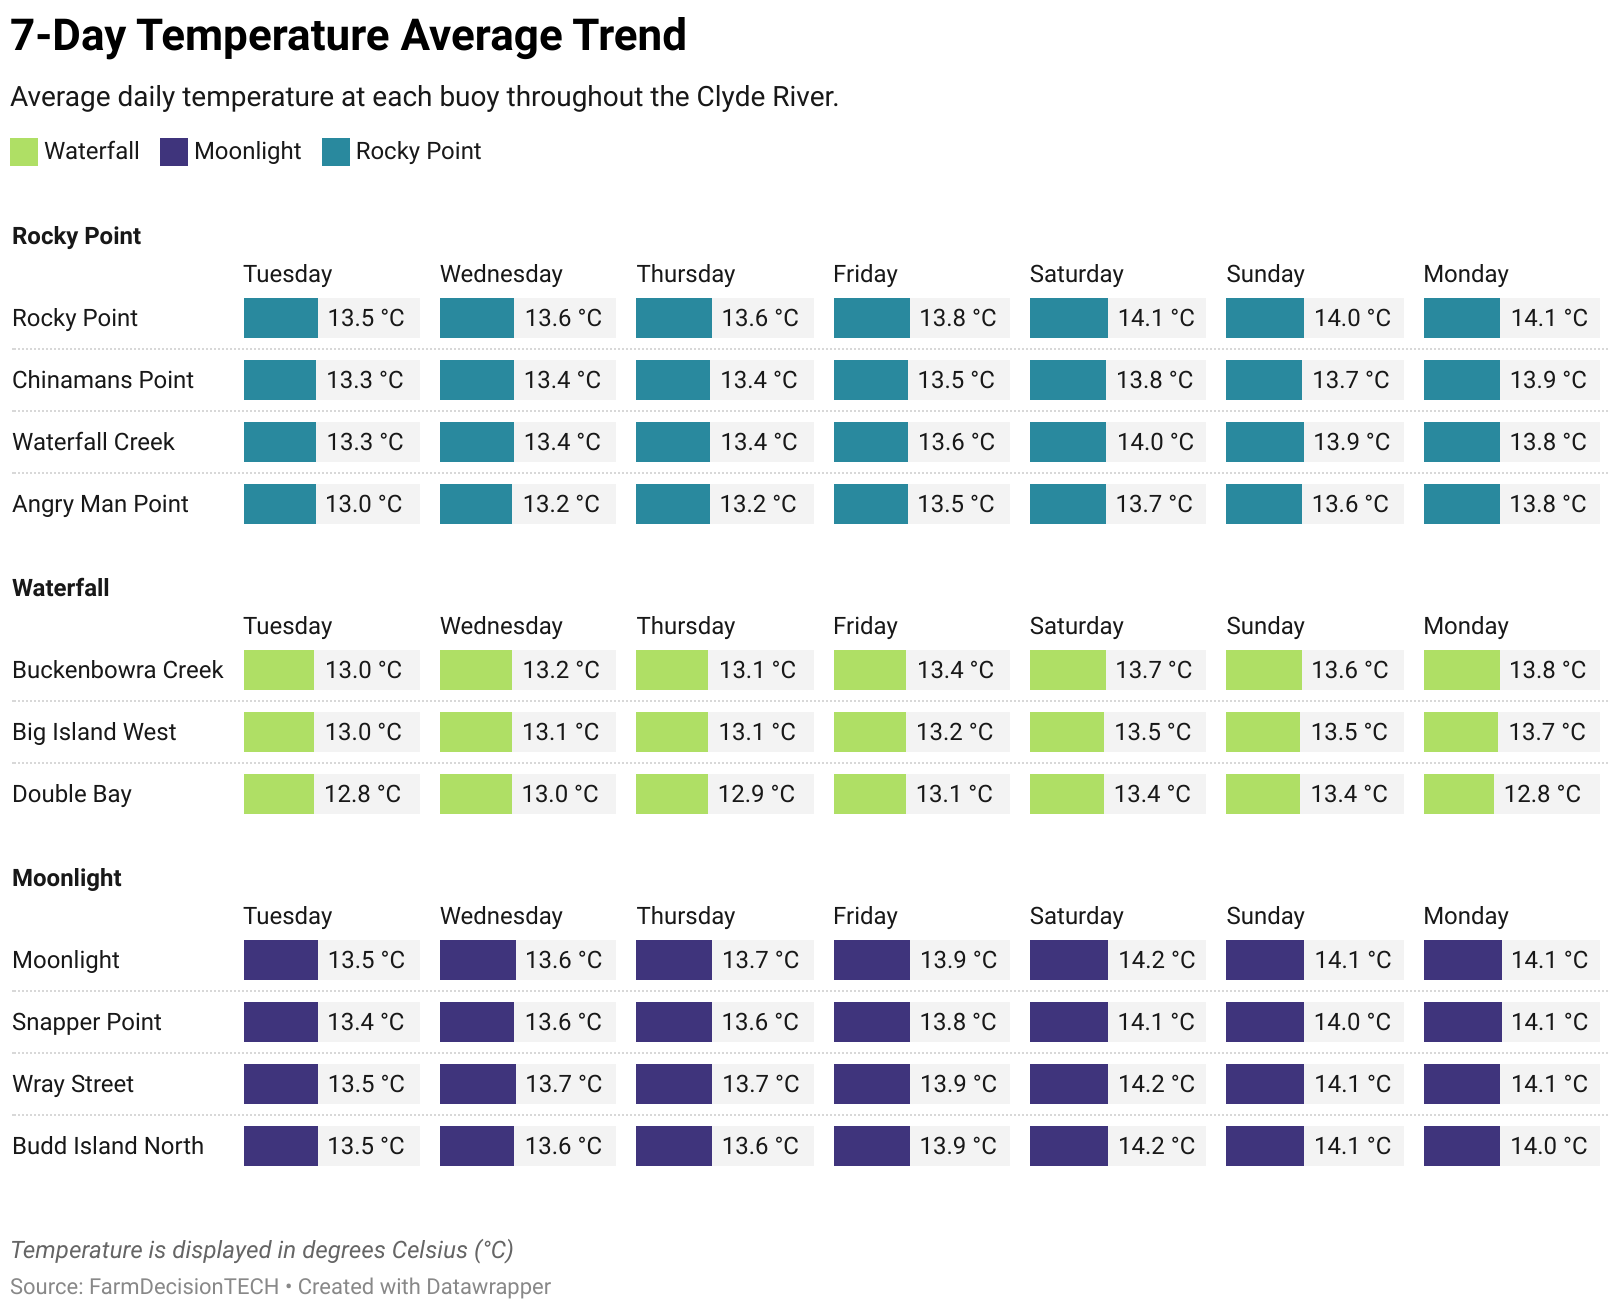 7-Day Temperature Average Trend
Average daily temperature at each buoy throughout the Clyde River.
Waterfall Moonlight Rocky Point
Rocky Point
Tuesday Wednesday Thursday Friday Saturday Sunday Monday
Rocky Point 13.5 °C 13.6 °C 13.6 °C 13.8 °C 14.1 °C 14.0 °C 14.1 °C
Chinamans Point 13.3 °C 13.4 °C 13.4 °C 13.5 °C 13.8 °C 13.7 °C 13.9 °C
Waterfall Creek 13.3 °C 13.4 °C 13.4 °C 13.6 °C 14.0 °C 13.9 °C 13.8 °C
Angry Man Point 13.0 °C 13.2 °C 13.2 °C 13.5 °C 13.7 °C 13.6 °C 13.8 °C
Waterfall
Tuesday Wednesday Thursday Friday Saturday Sunday Monday
Buckenbowra Creek 13.0 °C 13.2 °C 13.1 °C 13.4 °C 13.7 °C 13.6 °C 13.8 °C
Big Island West 13.0 °C 13.1 °C 13.1 °C 13.2 °C 13.5 °C 13.5 °C 13.7 °C
Double Bay 12.8 °C 13.0 °C 12.9 °C 13.1 °C 13.4 °C 13.4 °C 12.8 °C
Moonlight
Tuesday Wednesday Thursday Friday Saturday Sunday Monday
Moonlight 13.5 °C 13.6 °C 13.7 °C 13.9 °C 14.2 °C 14.1 °C 14.1 °C
Snapper Point 13.4 °C 13.6 °C 13.6 °C 13.8 °C 14.1 °C 14.0 °C 14.1 °C
Wray Street 13.5 °C 13.7 °C 13.7 °C 13.9 °C 14.2 °C 14.1 °C 14.1 °C
Budd Island North 13.5 °C 13.6 °C 13.6 °C 13.9 °C 14.2 °C 14.1 °C 14.0 °C
Temperature is displayed in degrees Celsius (°C)
Source: FarmDecisionTECH • Created with Datawrapper